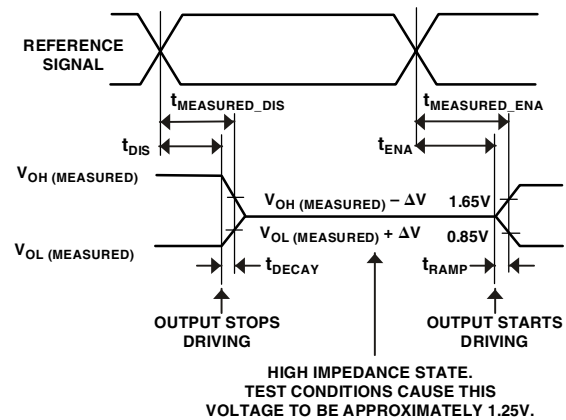 REFERENCE
SIGNAL
tMEASURED_DIS
tMEASURED_ENA
tDIS
tENA
VOH (MEASURED)
VOH (MEASURED) – ΔV
1.65V
VOL (MEASURED) + ΔV
0.85V
VOL (MEASURED)
tDECAY
tRAMP
OUTPUT STOPS
DRIVING
OUTPUT STARTS
DRIVING
HIGH IMPEDANCE STATE.
TEST CONDITIONS CAUSE THIS
VOLTAGE TO BE APPROXIMATELY 1.25V.